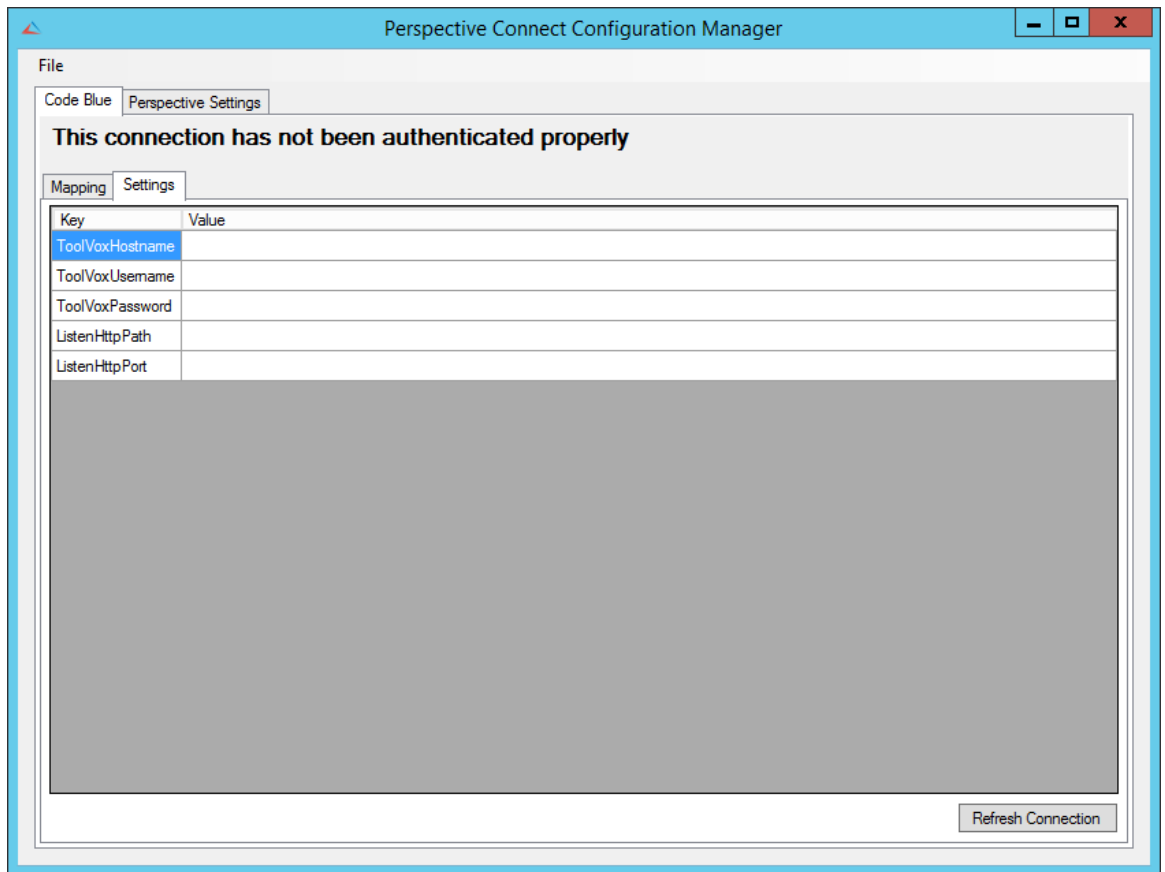 Perspective Connect Configuration Manager
File
Code Blue Perspective Settings
This connection has not been authenticated properly
Mapping Settings
Key Value
ToolVoxHostname
ToolVoxUsername
ToolVoxPassword
ListenHttpPath
ListenHttpPort
Refresh Connection